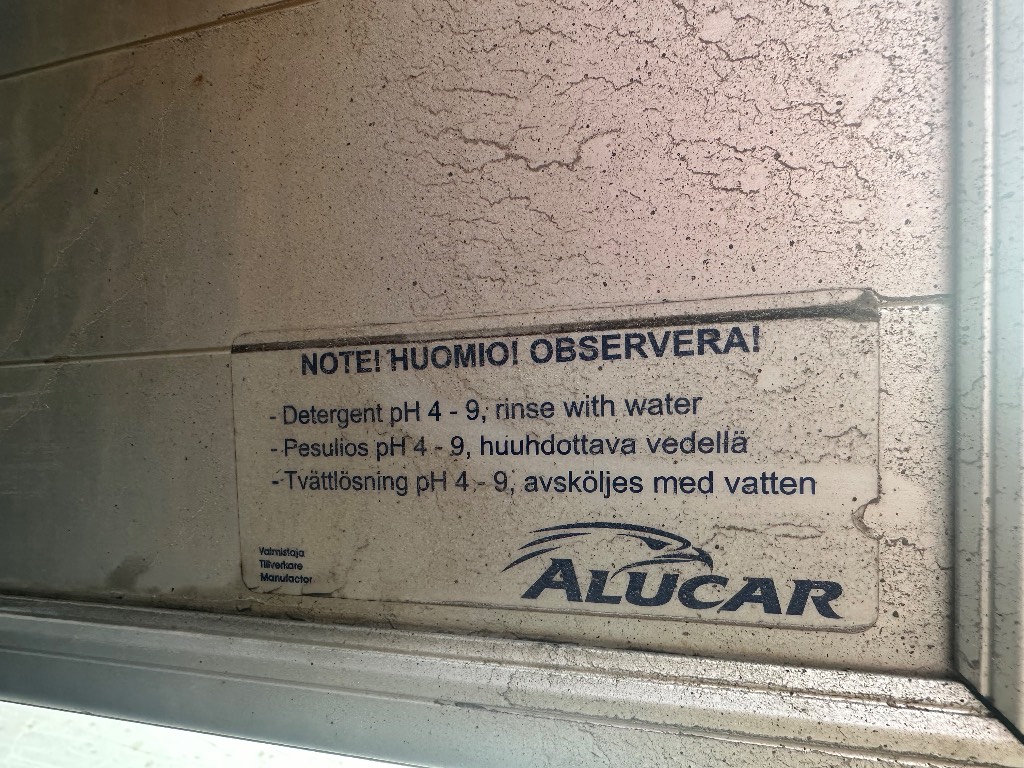 NOTE! HUOMIO! OBSERVERA!
- Detergent pH 4 - 9, rinse with water
- Pesulios pH 4 - 9, huuhdottava vedellä
- Tvättlösning pH 4 - 9, avsköljes med vatten
Valmistaja
Tillverkare
Manufactor
ALUCAR